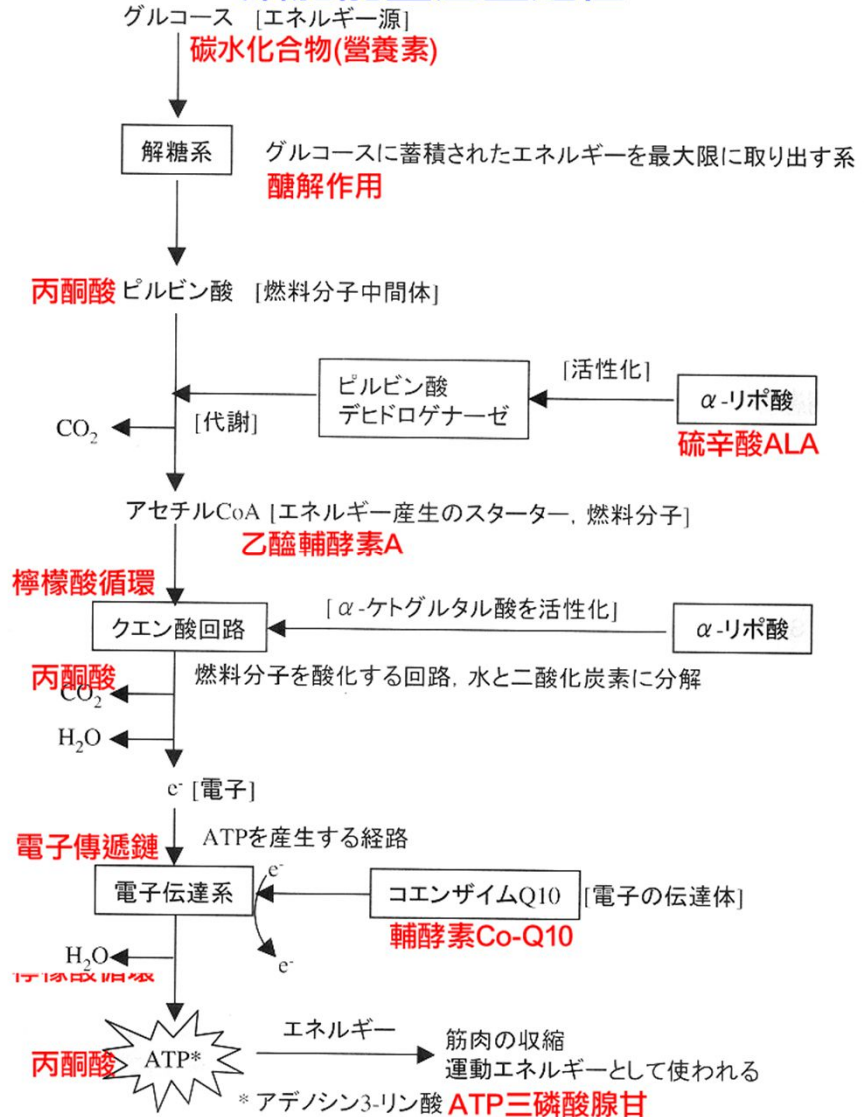 グルコース [エネルギー源]
碳水化合物(營養素)
解糖系
グルコースに蓄積されたエネルギーを最大限に取り出す系
醣解作用
丙酮酸 ピルビン酸 [燃料分子中間体]
[活性化]
ピルビン酸
デヒドロゲナーゼ
α-リポ酸
[代謝]
CO2
硫辛酸ALA
アセチルCoA [エネルギー産生のスターター, 燃料分子]
乙醯輔酵素A
檸檬酸循環
[α-ケトグルタル酸を活性化]
クエン酸回路
α-リポ酸
丙酮酸
燃料分子を酸化する回路, 水と二酸化炭素に分解
CO2
H2O
e- [電子]
ATPを産生する経路
電子傳遞鏈
e-
電子伝達系
コエンザイムQ10 [電子の伝達体]
輔酵素Co-Q10
H2O
e-
檸檬酸循環
エネルギー
筋肉の収縮
丙酮酸 ATP*
運動エネルギーとして使われる
* アデノシン3-リン酸 ATP三磷酸腺甘